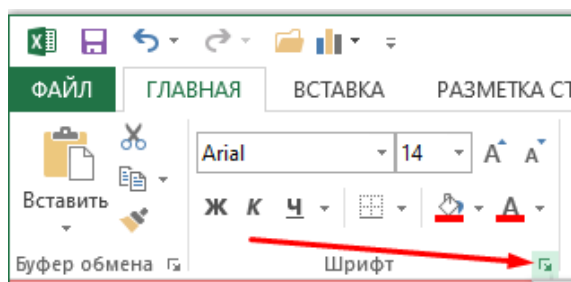 ФАЙЛ ГЛАВНАЯ ВСТАВКА РАЗМЕТКА СТ
Arial 14 А А
Вставить
Ж К Ч А
Буфер обмена Шрифт